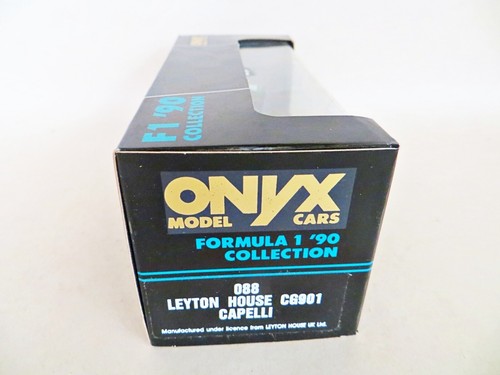 F1 '90
COLLECTION
ONYX
MODEL CARS
FORMULA 1 '90
COLLECTION
088
LEYTON HOUSE CG901
CAPELLI
Manufactured under licence from LEYTON HOUSE UK Ltd.